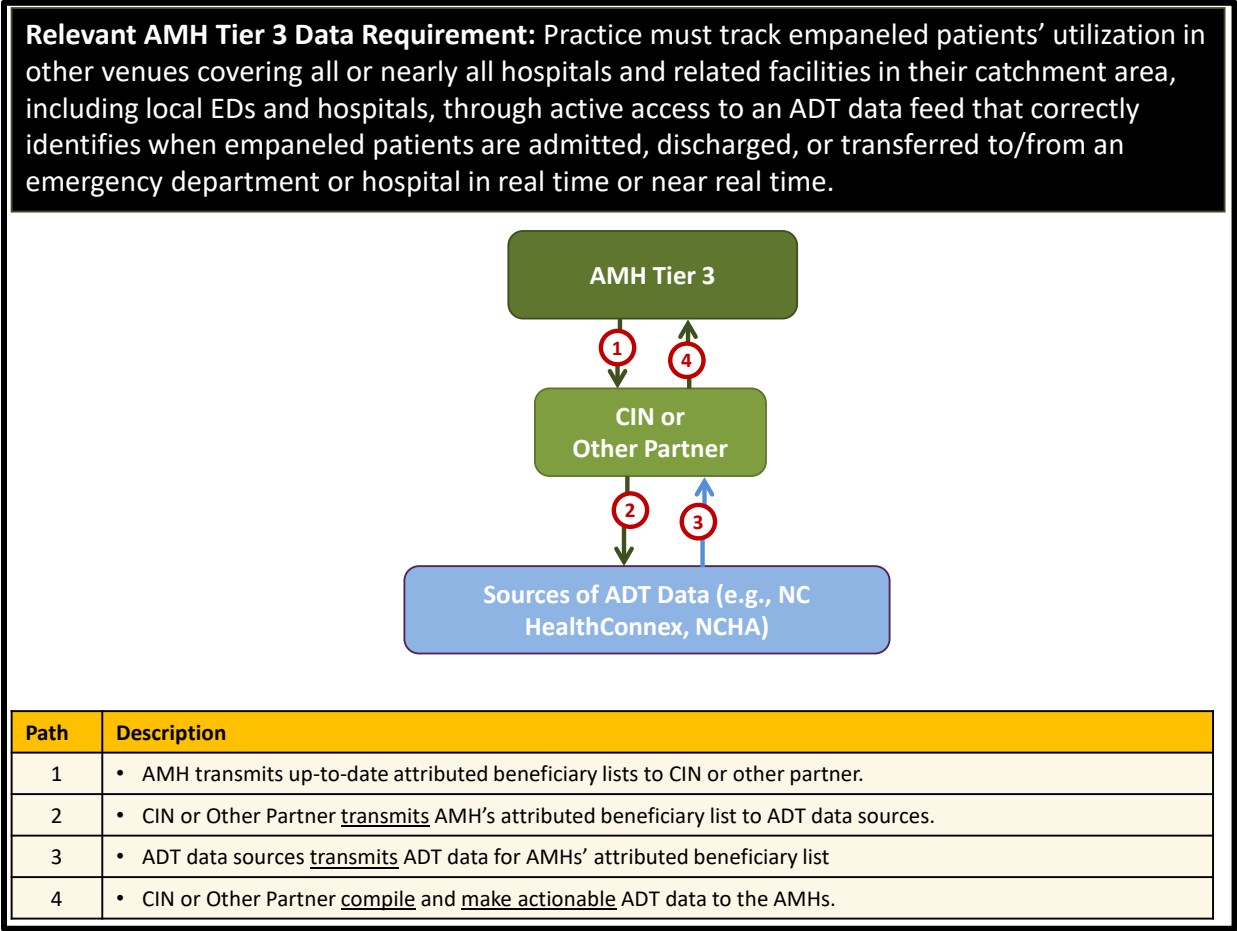 Relevant AMH Tier 3 Data Requirement: Practice must track empaneled patients’ utilization in
other venues covering all or nearly all hospitals and related facilities in their catchment area,
including local EDs and hospitals, through active access to an ADT data feed that correctly
identifies when empaneled patients are admitted, discharged, or transferred to/from an
emergency department or hospital in real time or near real time.
AMH Tier 3
1
4
CIN or
Other Partner
2
3
Sources of ADT Data (e.g., NC
HealthConnex, NCHA)
Path Description
1 • AMH transmits up-to-date attributed beneficiary lists to CIN or other partner.
2 • CIN or Other Partner transmits AMH’s attributed beneficiary list to ADT data sources.
3 • ADT data sources transmits ADT data for AMHs’ attributed beneficiary list
4 • CIN or Other Partner compile and make actionable ADT data to the AMHs.